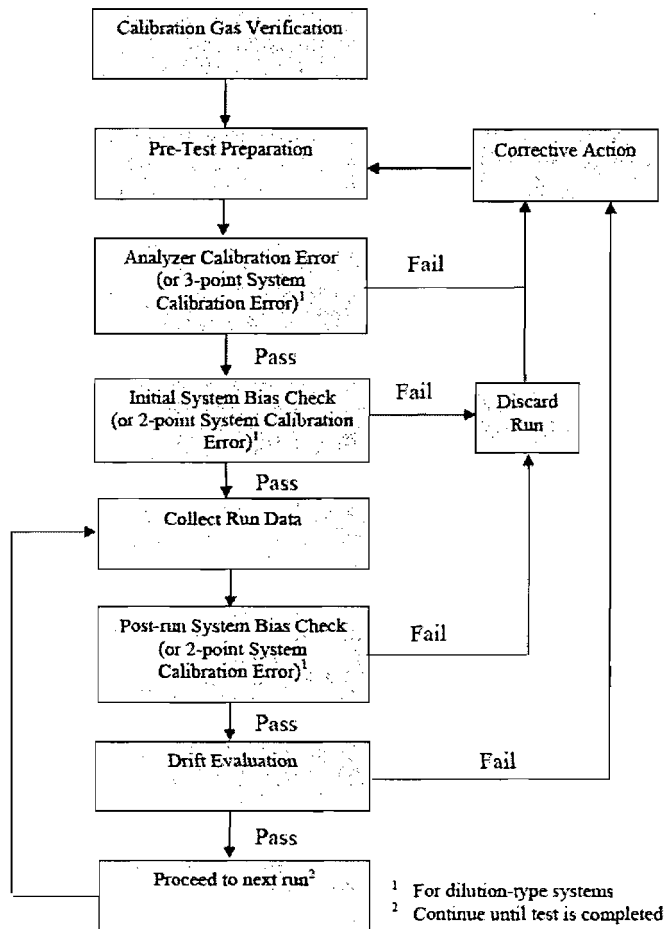 Calibration Gas Verification
Pre-Test Preparation
Corrective Action
Analyzer Calibration Error
(or 3-point System
Calibration Error)¹
Fail
Pass
Initial System Bias Check
(or 2-point System Calibration
Error)¹
Fail
Discard
Run
Pass
Collect Run Data
Post-run System Bias Check
(or 2-point System
Calibration Error)¹
Fail
Pass
Drift Evaluation
Fail
Pass
Proceed to next run²
¹ For dilution-type systems
² Continue until test is completed